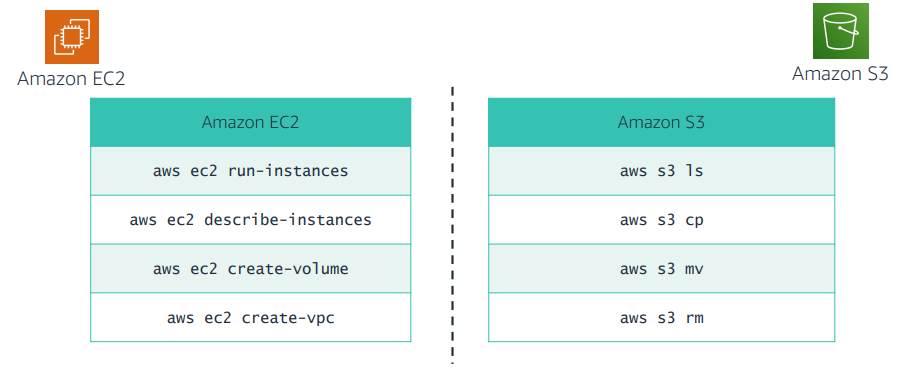 Amazon EC2
Amazon S3
Amazon EC2
aws ec2 run-instances
aws ec2 describe-instances
aws ec2 create-volume
aws ec2 create-vpc
Amazon S3
aws s3 ls
aws s3 cp
aws s3 mv
aws s3 rm